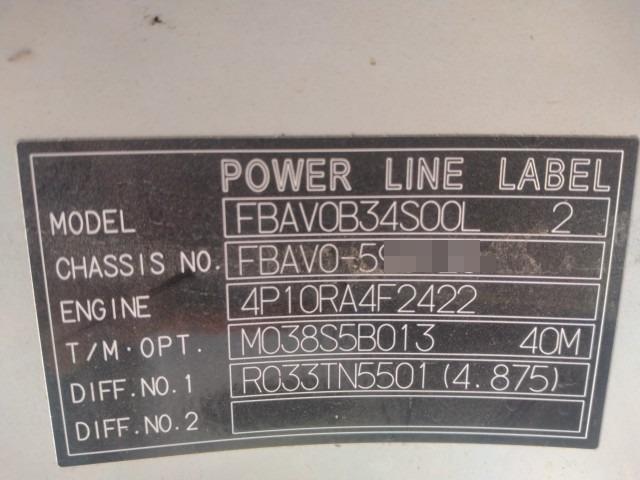 POWER LINE LABEL
MODEL FBAV0B34S00L 2
CHASSIS NO. FBAV0-59
ENGINE 4P10RA4F2422
T/M·OPT. M038S5B013 40M
DIFF.NO.1 R033TN5501(4.875)
DIFF.NO.2